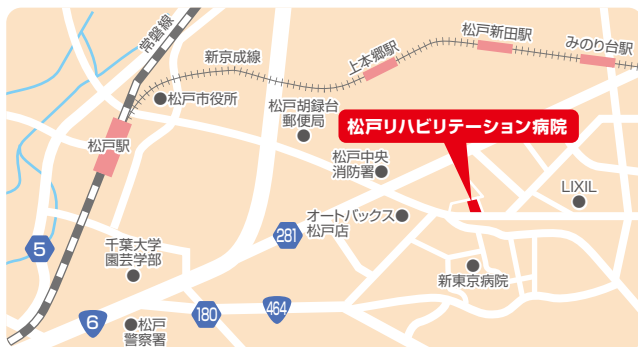 常磐線
新京成線
上本郷駅
松戸新田駅
みのり台駅
松戸市役所
松戸胡録台
郵便局
松戸リハビリテーション病院
松戸駅
松戸中央
消防署
LIXIL
オートバックス
松戸店
281
5
千葉大学
園芸学部
新東京病院
6
180
464
松戸
警察署